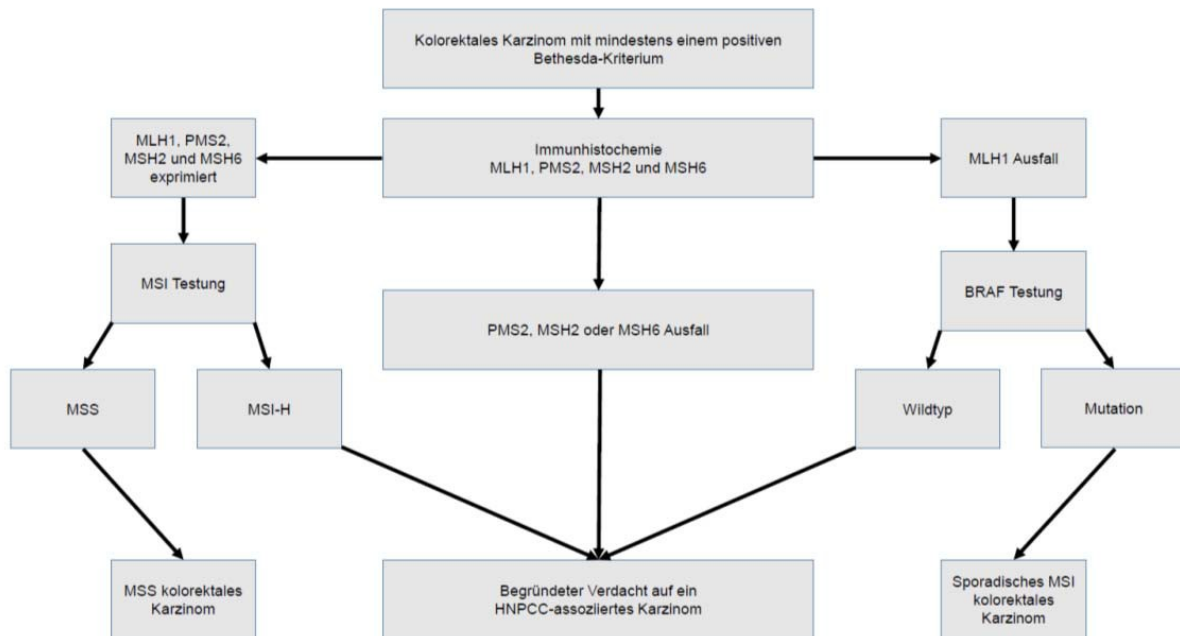 Kolorektales Karzinom mit mindestens einem positiven
Bethesda-Kriterium
MLH1, PMS2,
MSH2 und MSH6
exprimiert
Immunhistochemie
MLH1, PMS2, MSH2 und MSH6
MLH1 Ausfall
MSI Testung
PMS2, MSH2 oder MSH6 Ausfall
BRAF Testung
MSS
MSI-H
Wildtyp
Mutation
MSS kolorektales
Karzinom
Begründeter Verdacht auf ein
HNPCC-assoziiertes Karzinom
Sporadisches MSI
kolorektales
Karzinom